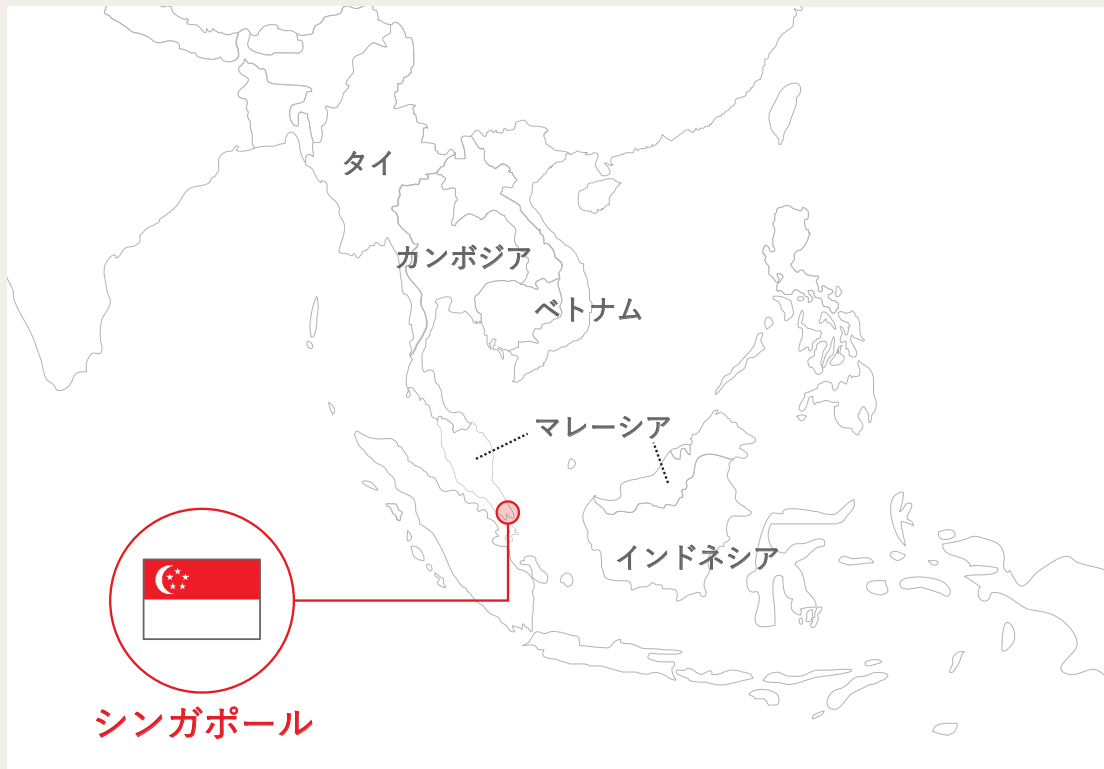 タイ
カンボジア
ベトナム
マレーシア
インドネシア
シンガポール